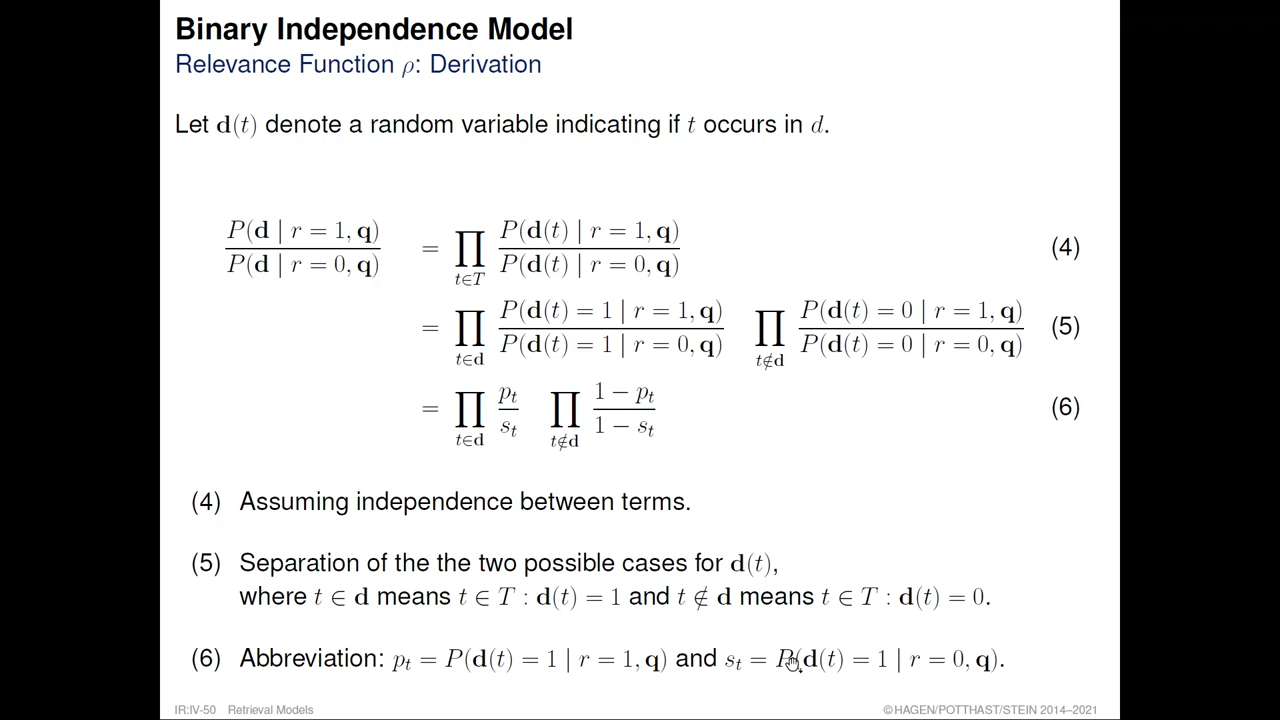 Binary Independence Model
Relevance Function ρ: Derivation
Let d(t) denote a random variable indicating if t occurs in d.
P(d | r = 1, q) / P(d | r = 0, q) = ∏_{t∈T} P(d(t) | r = 1, q) / P(d(t) | r = 0, q) (4)
= ∏_{t∈d} P(d(t) = 1 | r = 1, q) / P(d(t) = 1 | r = 0, q) ∏_{t∉d} P(d(t) = 0 | r = 1, q) / P(d(t) = 0 | r = 0, q) (5)
= ∏_{t∈d} p_t / s_t ∏_{t∉d} 1 − p_t / 1 − s_t (6)
(4) Assuming independence between terms.
(5) Separation of the the two possible cases for d(t),
where t ∈ d means t ∈ T : d(t) = 1 and t ∉ d means t ∈ T : d(t) = 0.
(6) Abbreviation: p_t = P(d(t) = 1 | r = 1, q) and s_t = P(d(t) = 1 | r = 0, q).
IR:IV-50 Retrieval Models
© HAGEN/POTTHAST/STEIN 2014–2021